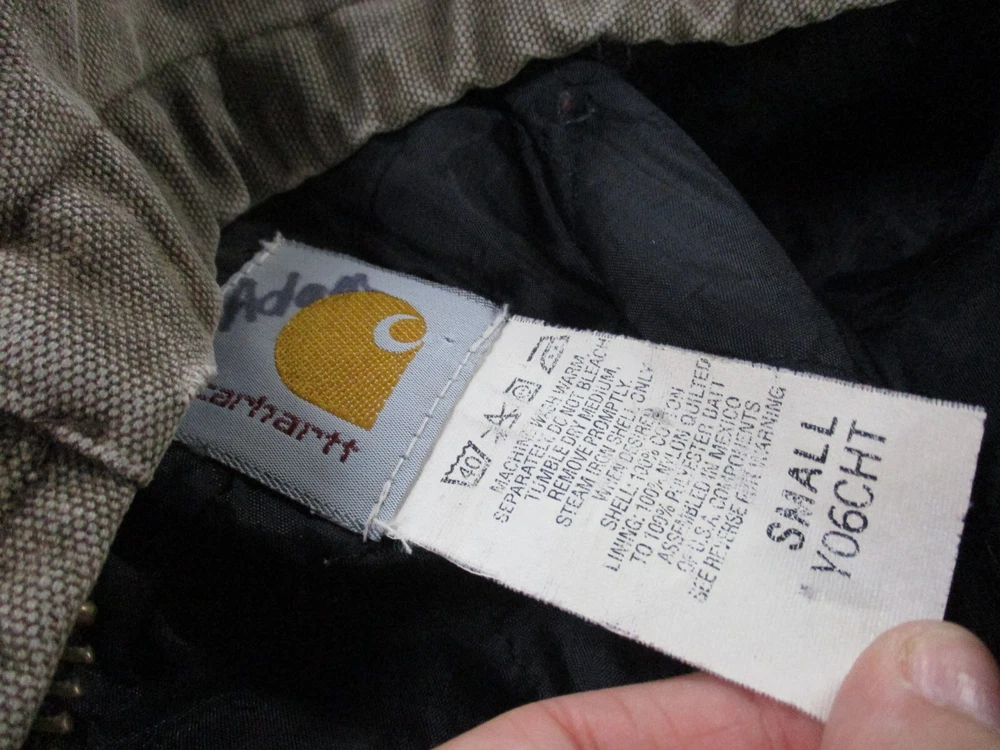 Adam
carhartt
40°
MACHINE WASH WARM
SEPARATELY, DO NOT BLEACH
TUMBLE DRY MEDIUM,
REMOVE PROMPTLY.
STEAM IRON SHELL ONLY
WHEN DESIRED.
SHELL: 100% COTTON
LINING: 100% NYLON QUILTED
TO 100% POLYESTER BATT
ASSEMBLED IN MEXICO
OF U.S.A. COMPONENTS
SEE REVERSE FOR WARNING
SMALL
Y06CHT